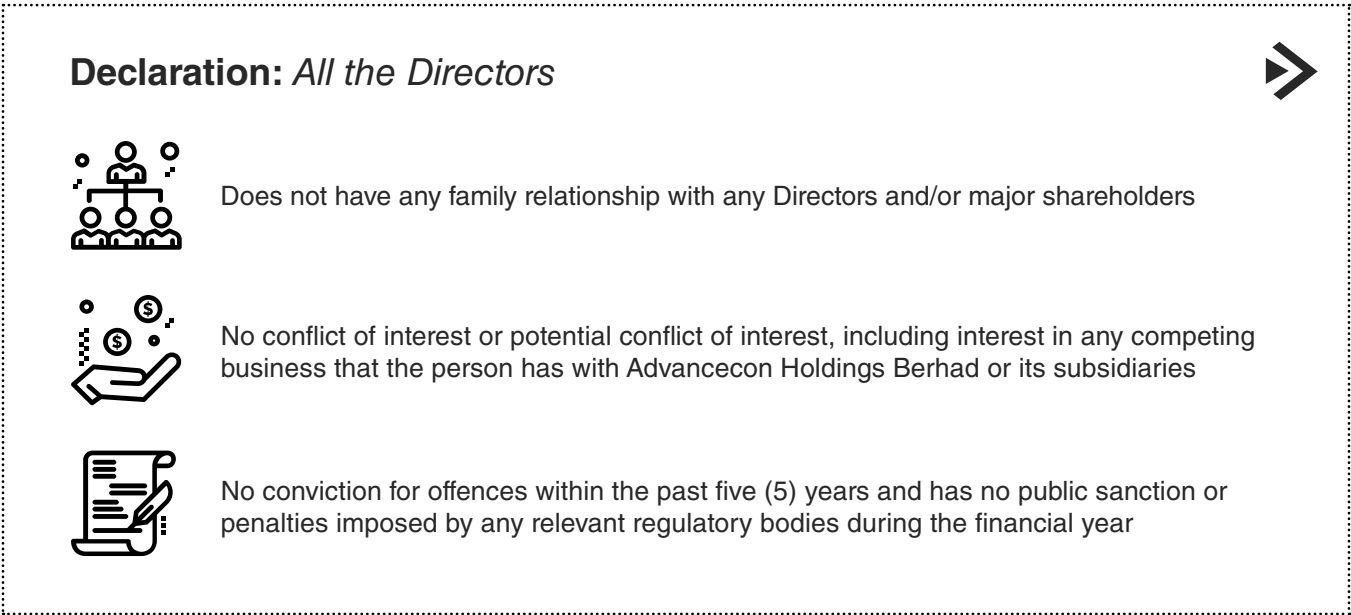 Declaration: All the Directors
Does not have any family relationship with any Directors and/or major shareholders
$
$
No conflict of interest or potential conflict of interest, including interest in any competing
business that the person has with Advancecon Holdings Berhad or its subsidiaries
No conviction for offences within the past five (5) years and has no public sanction or
penalties imposed by any relevant regulatory bodies during the financial year